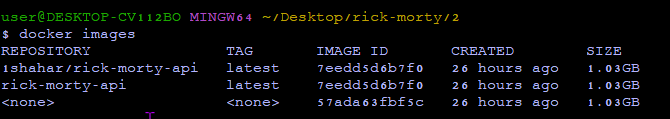 user@DESKTOP-CV112BO MINGW64 ~/Desktop/rick-morty/2
$ docker images
REPOSITORY TAG IMAGE ID CREATED SIZE
1shahar/rick-morty-api latest 7eedd5d6b7f0 26 hours ago 1.03GB
rick-morty-api latest 7eedd5d6b7f0 26 hours ago 1.03GB
<none> <none> 57ada63fbf5c 26 hours ago 1.03GB